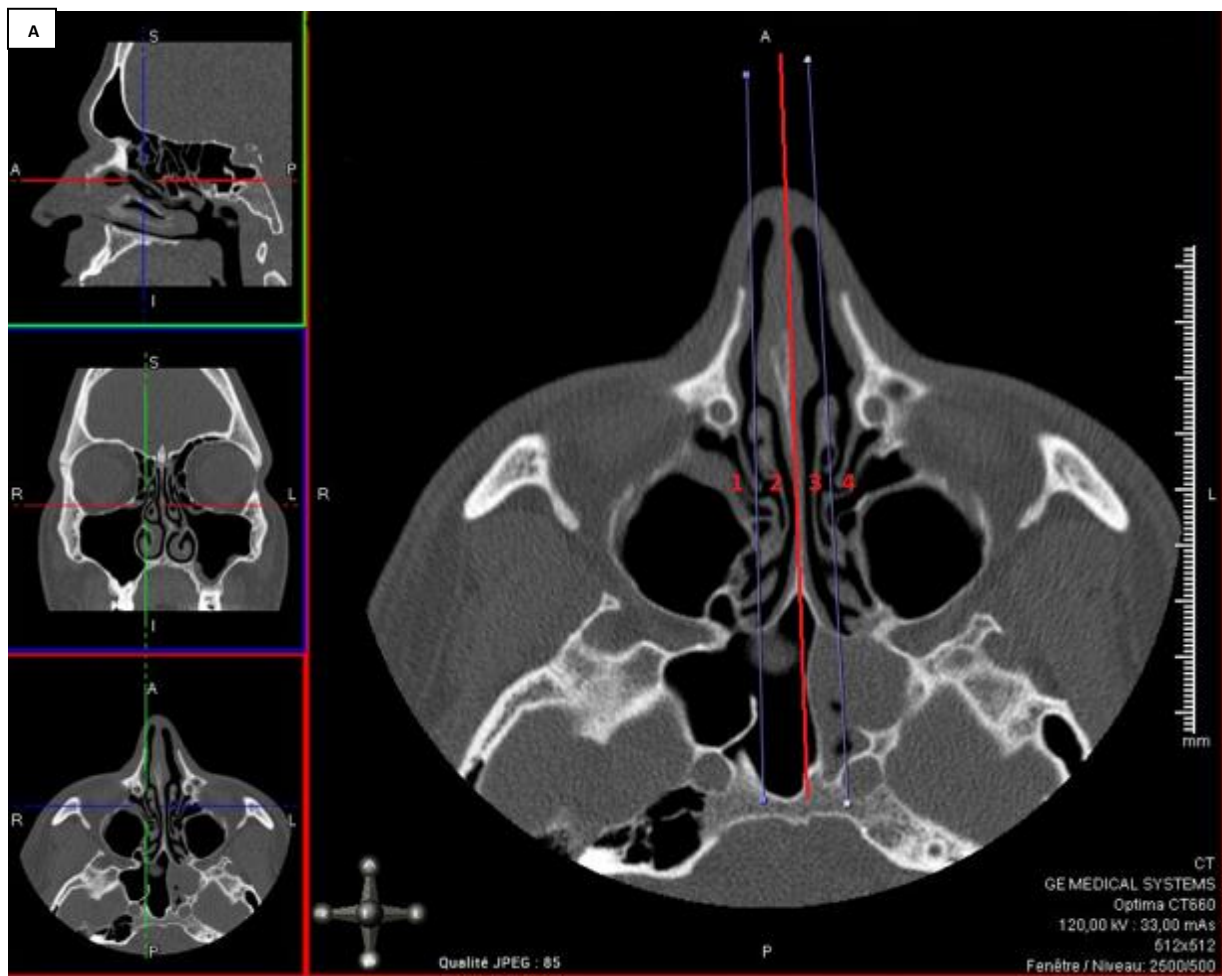 A
S
A
P
I
S
R
L
I
A
R
L
P
A
R
L
1 2 3 4
mm
P
Qualité JPEG : 85
CT
GE MEDICAL SYSTEMS
Optima CT660
120,00 kV : 33,00 mAs
512x512
Fenêtre / Niveau: 2500/500